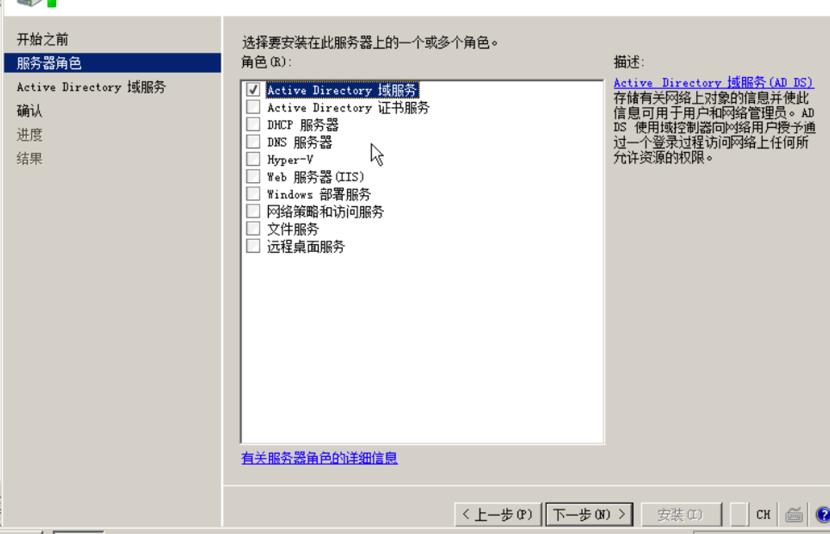 开始之前
服务器角色
Active Directory 域服务
确认
进度
结果
选择要安装在此服务器上的一个或多个角色。
角色(R):
Active Directory 域服务
Active Directory 证书服务
DHCP 服务器
DNS 服务器
Hyper-V
Web 服务器(IIS)
Windows 部署服务
网络策略和访问服务
文件服务
远程桌面服务
有关服务器角色的详细信息
描述:
Active Directory 域服务(AD DS)
存储有关网络上对象的信息并使此
信息可用于用户和网络管理员。AD
DS 使用域控制器向网络用户授予通
过一个登录过程访问网络上任何所
允许资源的权限。
< 上一步(P)
下一步(N) >
安装(I)
CH
?